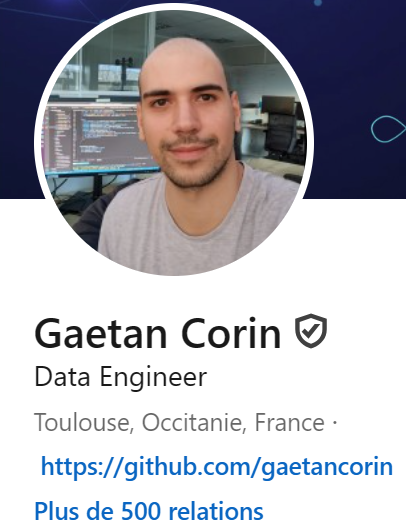 Gaetan Corin
Data Engineer
Toulouse, Occitanie, France ·
https://github.com/gaetancorin
Plus de 500 relations